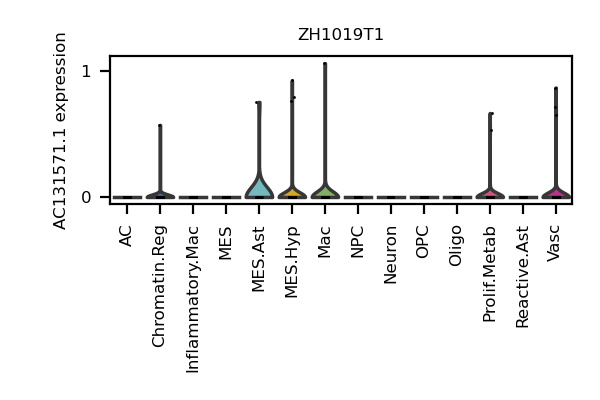 ZH1019T1
AC131571.1 expression
1
0
AC
Chromatin.Reg
Inflammatory.Mac
MES
MES.Ast
MES.Hyp
Mac
NPC
Neuron
OPC
Oligo
Prolif.Metab
Reactive.Ast
Vasc